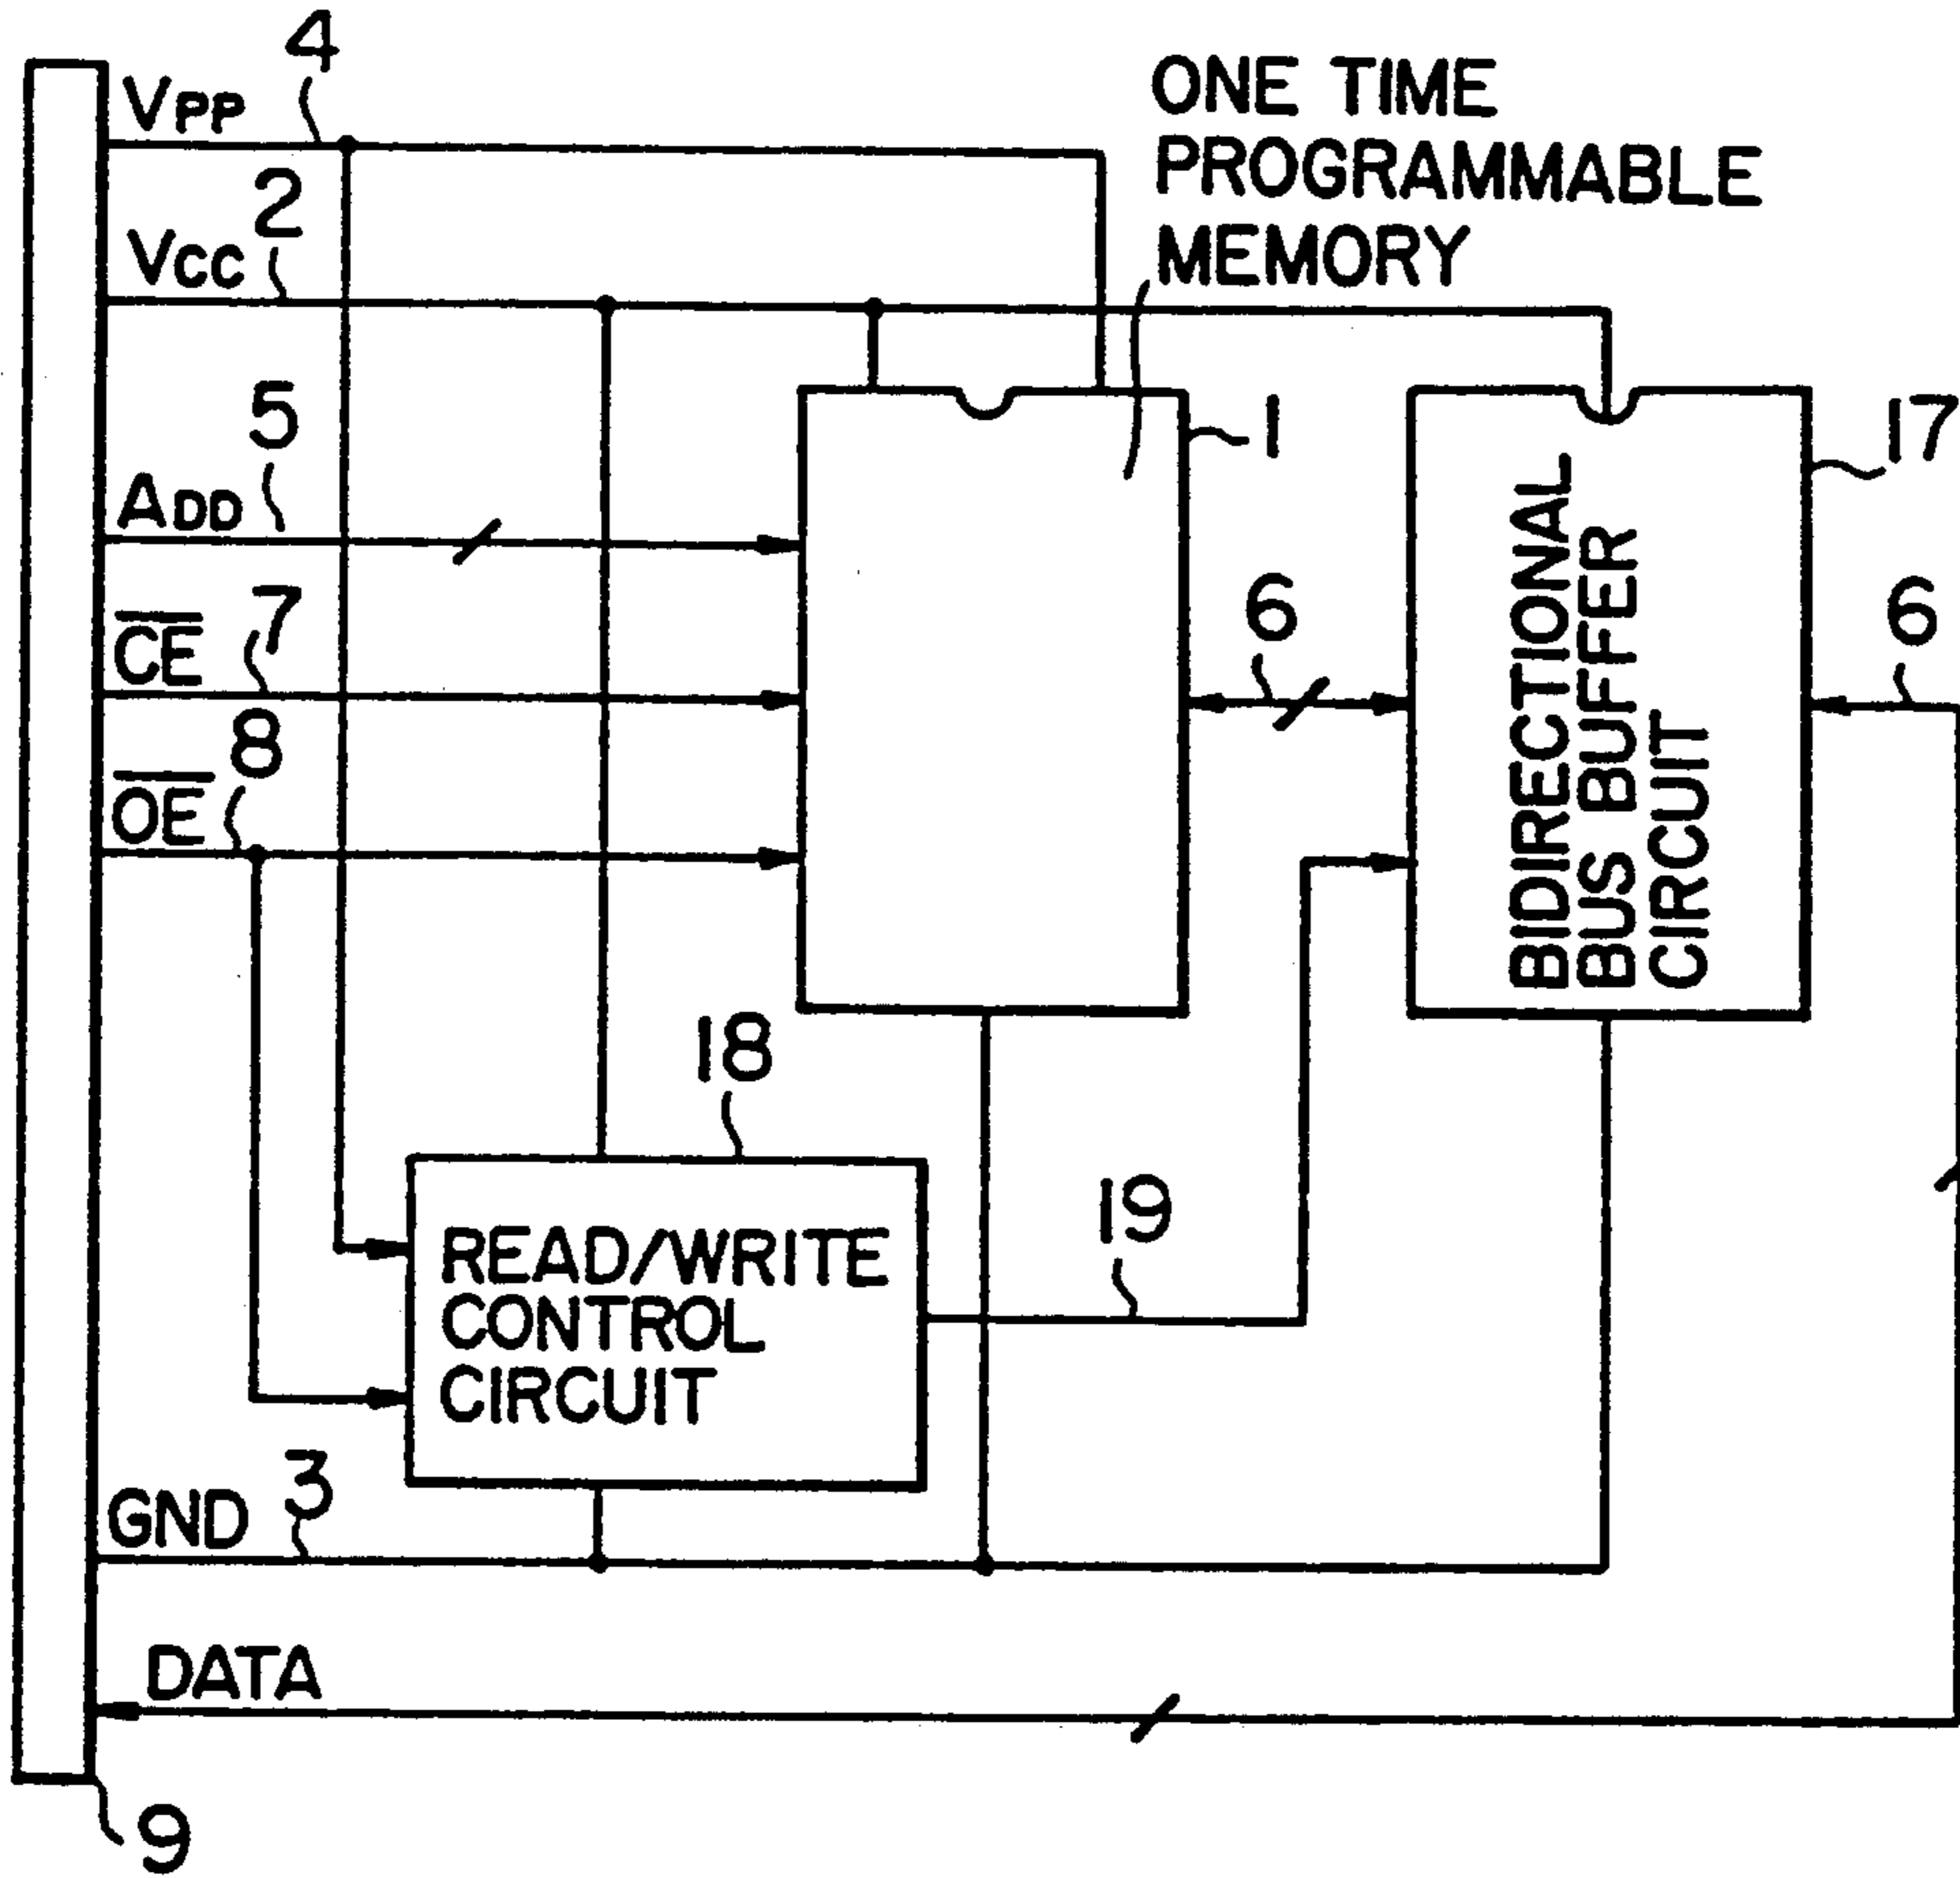 4
VPP
ONE TIME
PROGRAMMABLE
MEMORY
2
VCC
5
1
17
ADD
6
6
7
CE
8
OE
BIDIRECTIONAL
BUS BUFFER
CIRCUIT
18
19
READ/WRITE
CONTROL
CIRCUIT
3
GND
DATA
9